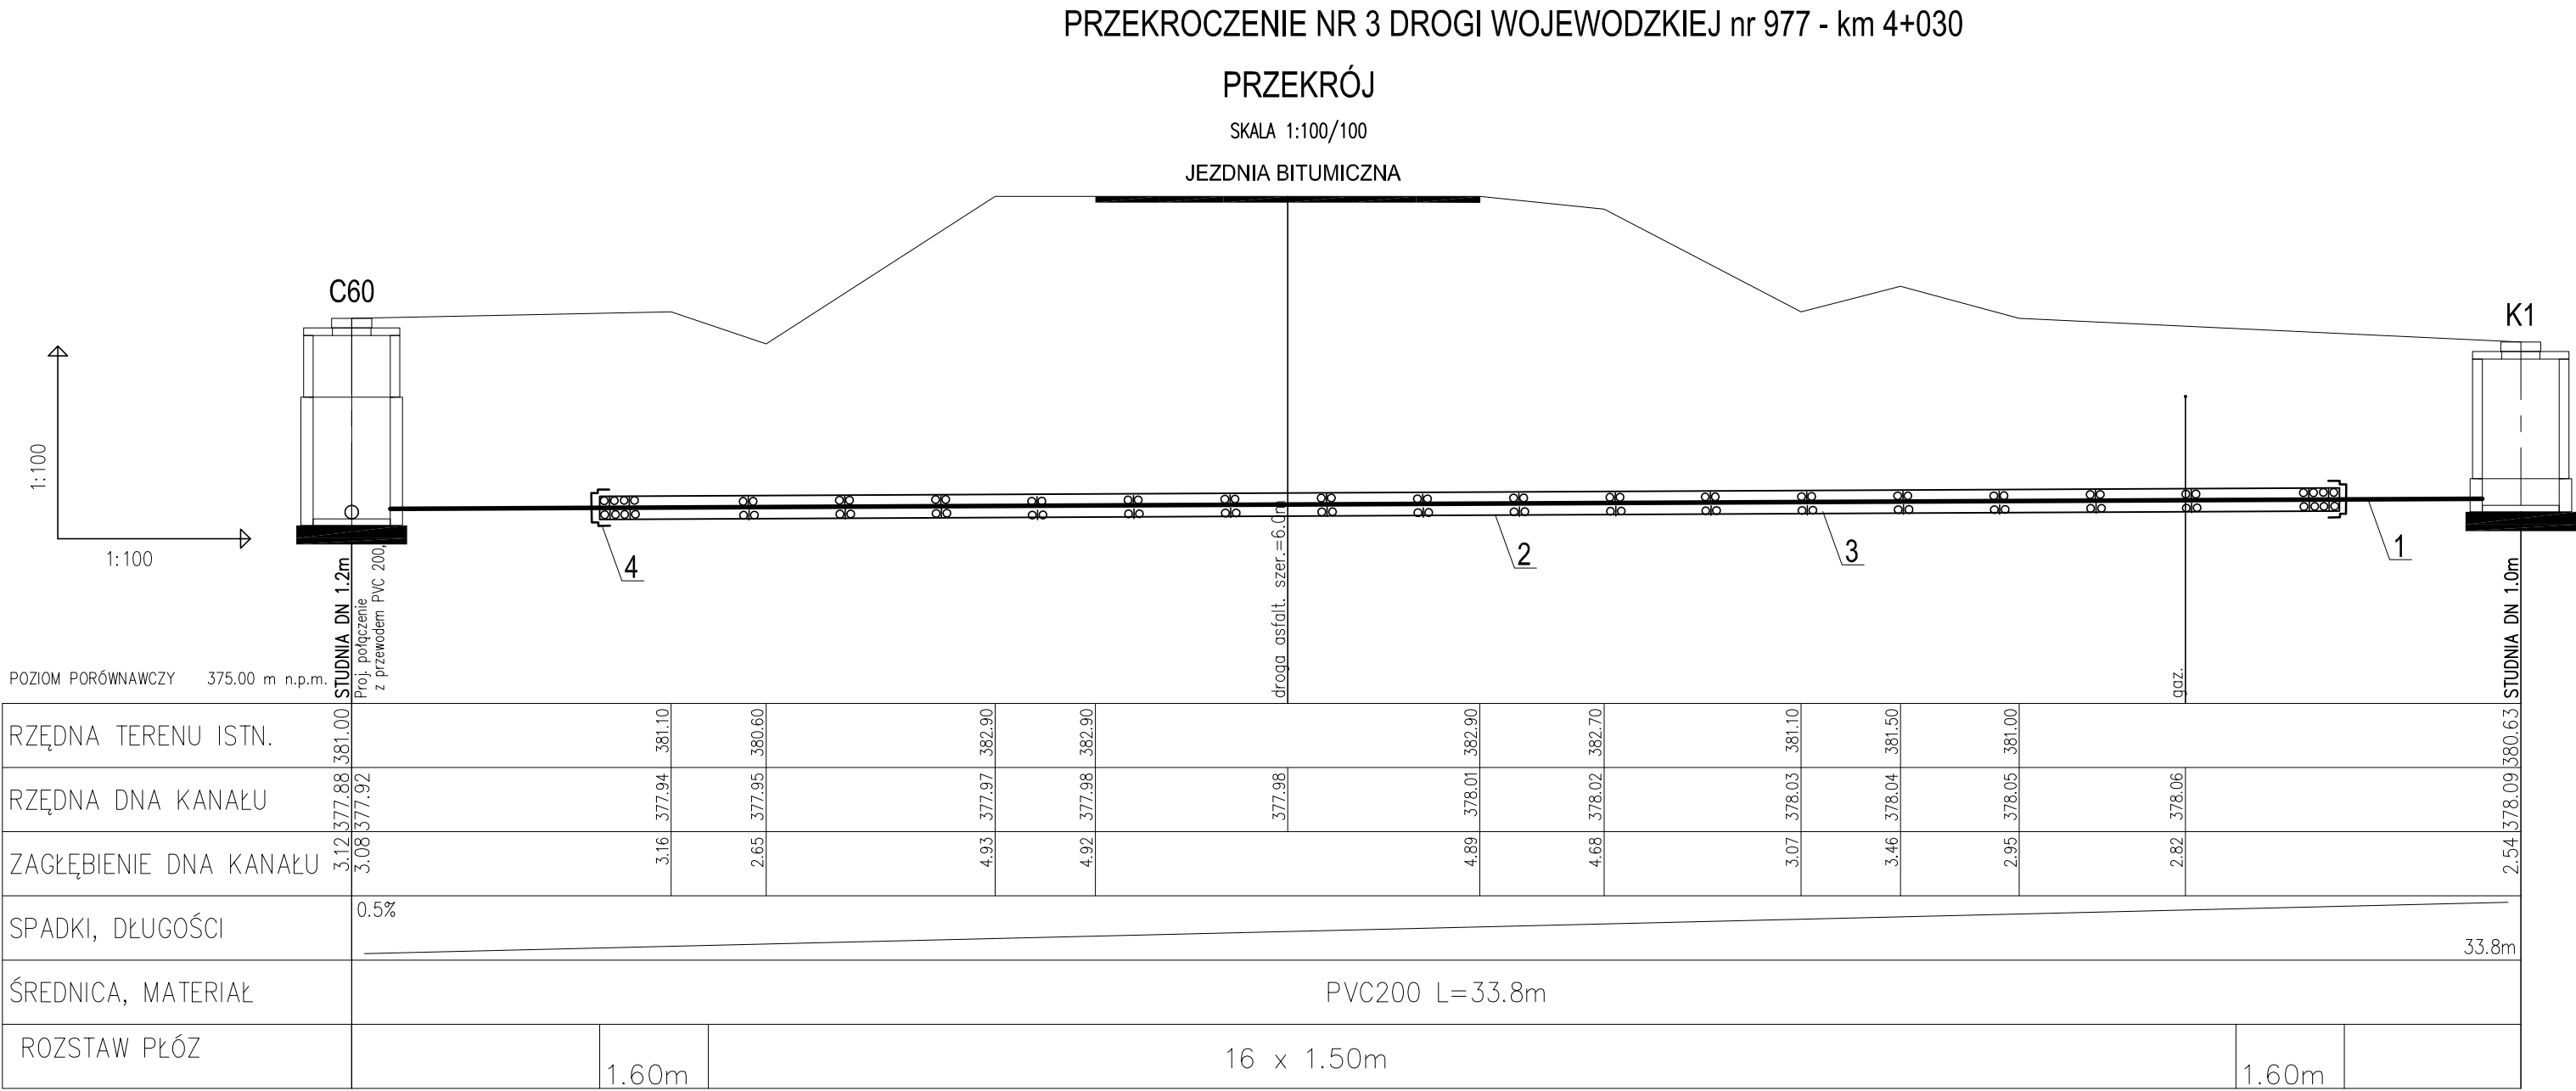 PRZEKROCZENIE NR 3 DROGI WOJEWODZKIEJ nr 977 - km 4+030
PRZEKRÓJ
SKALA 1:100/100
JEZDNIA BITUMICZNA
C60
K1
1:100
1:100
4
2
3
1
STUDNIA DN 1.2m
Proj. połączenie
z przewodem PVC 200,
droga asfalt. szer.=6.0m
gaz.
STUDNIA DN 1.0m
POZIOM PORÓWNAWCZY 375.00 m n.p.m.
RZĘDNA TERENU ISTN. 381.00 381.10 380.60 382.90 382.90 382.90 382.70 381.10 381.50 381.00 380.63
RZĘDNA DNA KANAŁU 377.88 377.92 377.94 377.95 377.97 377.98 377.98 378.01 378.02 378.03 378.04 378.05 378.06 378.09
ZAGŁĘBIENIE DNA KANAŁU 3.12 3.08 3.16 2.65 4.93 4.92 4.89 4.68 3.07 3.46 2.95 2.82 2.54
SPADKI, DŁUGOŚCI 0.5% 33.8m
ŚREDNICA, MATERIAŁ PVC200 L=33.8m
ROZSTAW PŁÓZ 1.60m 16 x 1.50m 1.60m